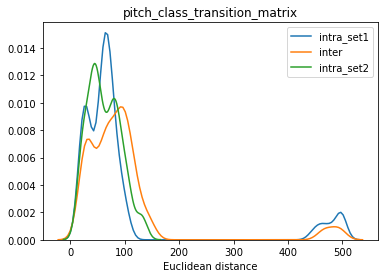 pitch_class_transition_matrix
intra_set1
inter
intra_set2
0.014
0.012
0.010
0.008
0.006
0.004
0.002
0.000
0 100 200 300 400 500
Euclidean distance